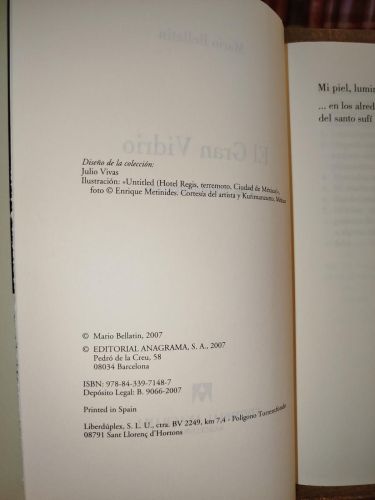 Mario Bellatin
El Gran Vidrio
Diseño de la colección:
Julio Vivas
Ilustración: «Untitled (Hotel Regis, terremoto, Ciudad de México)»,
foto © Enrique Metinides. Cortesía del artista y Kurimanzutto, México
© Mario Bellatin, 2007
© EDITORIAL ANAGRAMA, S. A., 2007
Pedró de la Creu, 58
08034 Barcelona
ISBN: 978-84-339-7148-7
Depósito Legal: B. 9066-2007
Printed in Spain
Liberdúplex, S. L. U., ctra. BV 2249, km 7,4 - Polígono Torrentfondo
08791 Sant Llorenç d'Hortons
Mi piel, lumin
... en los alrede
del santo sufí